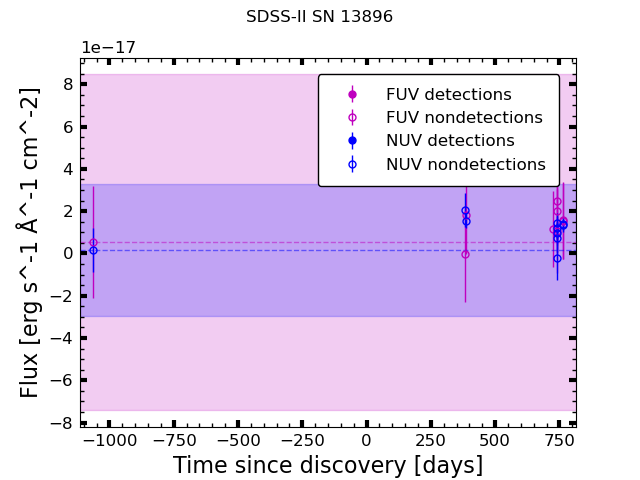 SDSS-II SN 13896
1e−17
FUV detections
FUV nondetections
NUV detections
NUV nondetections
8
6
4
2
0
−2
−4
−6
−8
Flux [erg s^-1 Å^-1 cm^-2]
−1000 −750 −500 −250 0 250 500 750
Time since discovery [days]